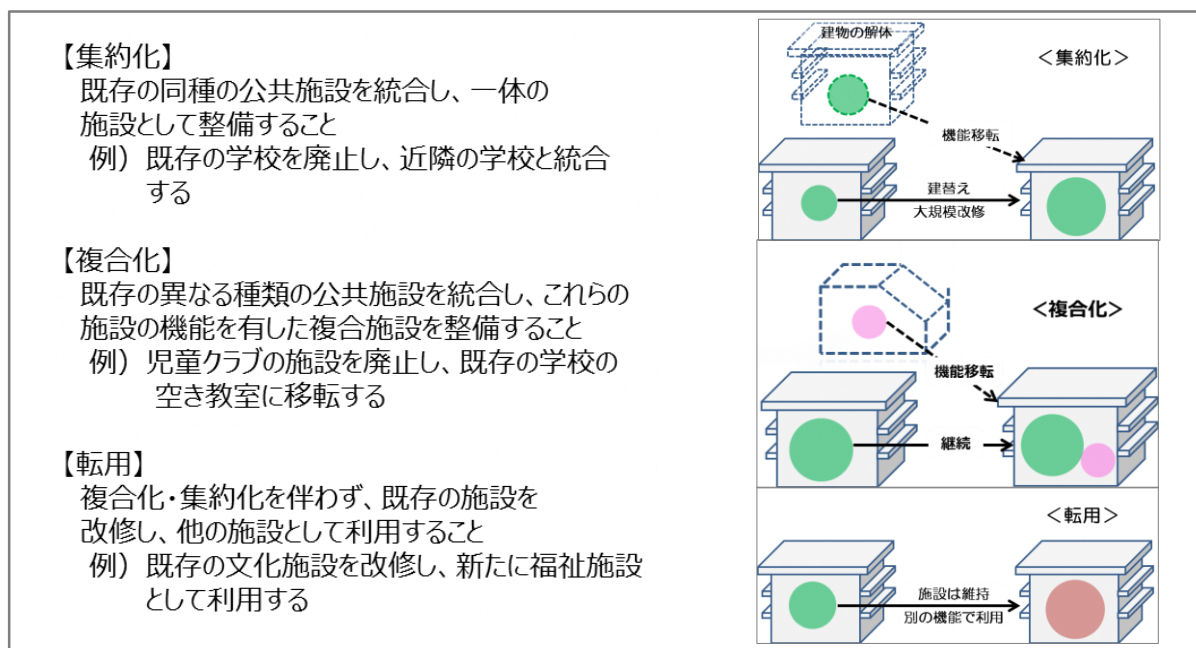 【集約化】
既存の同種の公共施設を統合し、一体の
施設として整備すること
例）既存の学校を廃止し、近隣の学校と統合
する
建物の解体
＜集約化＞
機能移転
建替え
大規模改修
【複合化】
既存の異なる種類の公共施設を統合し、これらの
施設の機能を有した複合施設を整備すること
例）児童クラブの施設を廃止し、既存の学校の
空き教室に移転する
＜複合化＞
機能移転
継続
【転用】
複合化・集約化を伴わず、既存の施設を
改修し、他の施設として利用すること
例）既存の文化施設を改修し、新たに福祉施設
として利用する
＜転用＞
施設は維持
別の機能で利用